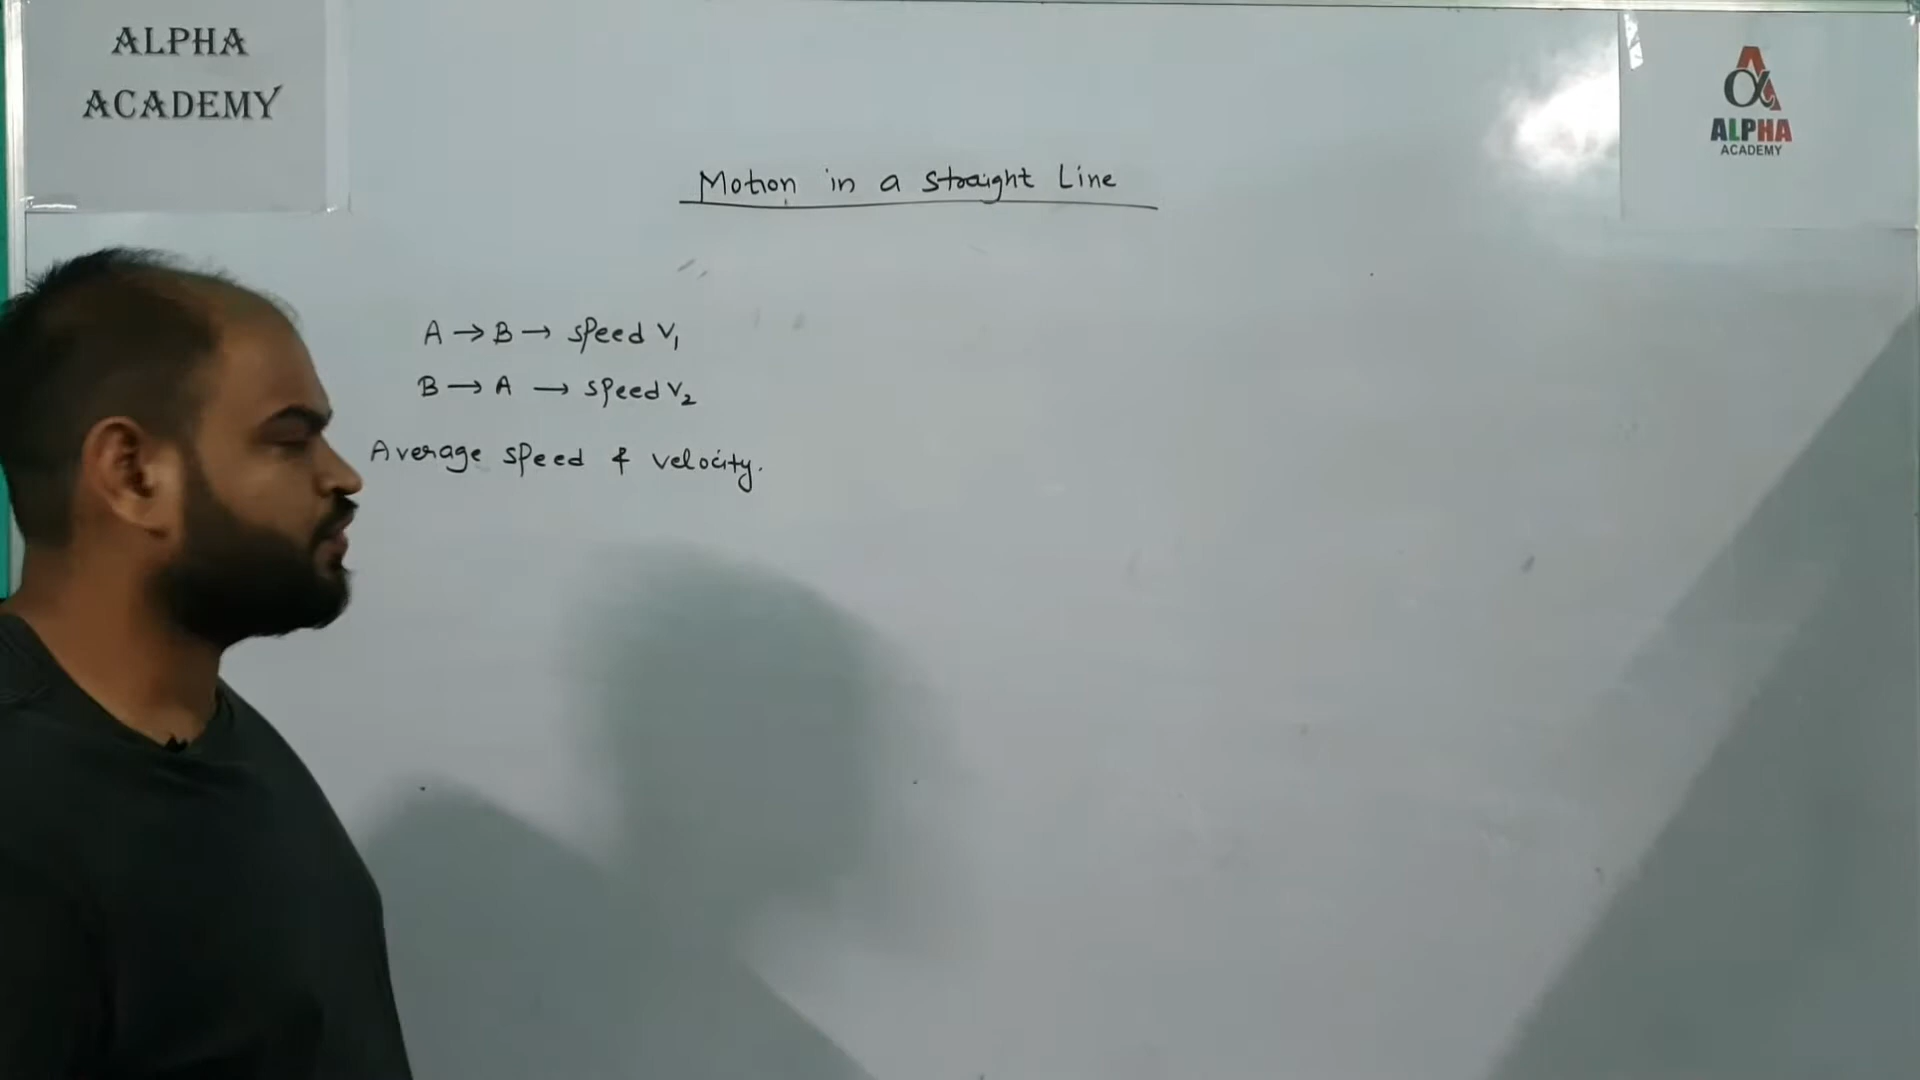 ALPHA
ACADEMY
ALPHA
ACADEMY
Motion in a straight Line
A → B → speed V₁
B → A → speed V₂
Average speed & velocity.